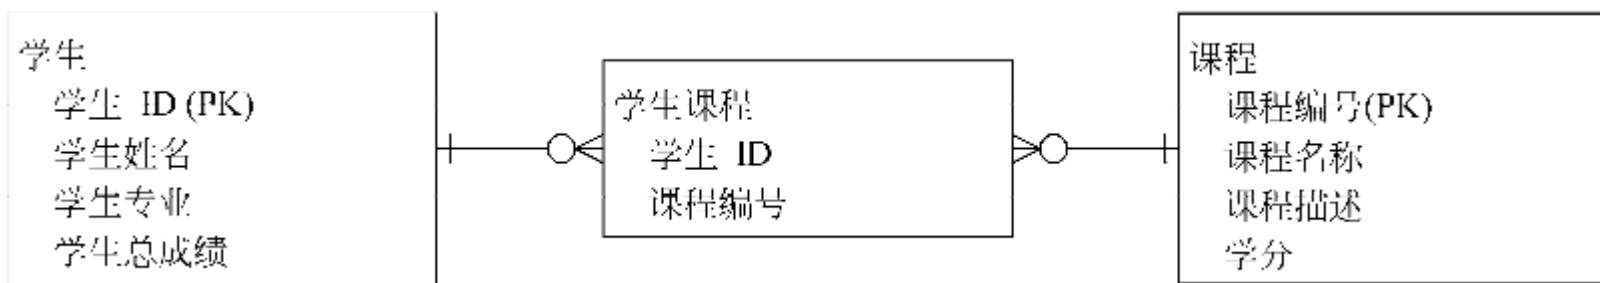 学生
学生 ID (PK)
学生姓名
学生专业
学生总成绩
学生课程
学生 ID
课程编号
课程
课程编号(PK)
课程名称
课程描述
学分